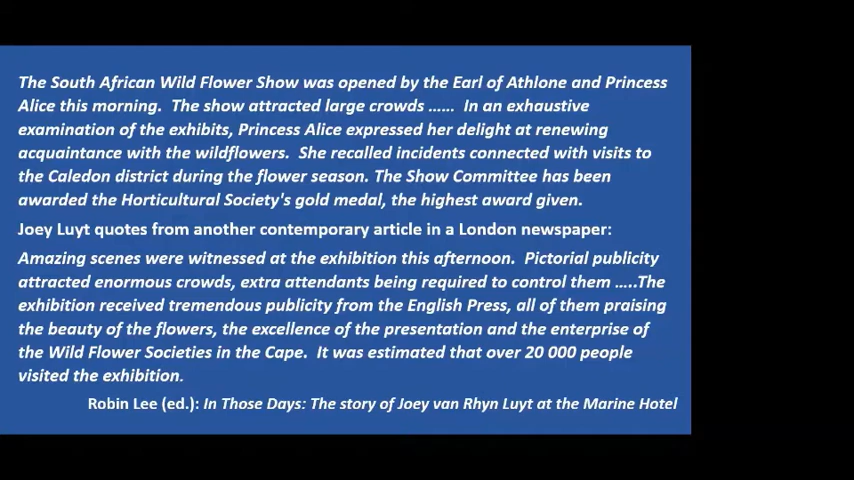 The South African Wild Flower Show was opened by the Earl of Athlone and Princess
Alice this morning.  The show attracted large crowds ......  In an exhaustive
examination of the exhibits, Princess Alice expressed her delight at renewing
acquaintance with the wildflowers.  She recalled incidents connected with visits to
the Caledon district during the flower season. The Show Committee has been
awarded the Horticultural Society's gold medal, the highest award given.
Joey Luyt quotes from another contemporary article in a London newspaper:
Amazing scenes were witnessed at the exhibition this afternoon.  Pictorial publicity
attracted enormous crowds, extra attendants being required to control them .....The
exhibition received tremendous publicity from the English Press, all of them praising
the beauty of the flowers, the excellence of the presentation and the enterprise of
the Wild Flower Societies in the Cape.  It was estimated that over 20 000 people
visited the exhibition.
Robin Lee (ed.): In Those Days: The story of Joey van Rhyn Luyt at the Marine Hotel